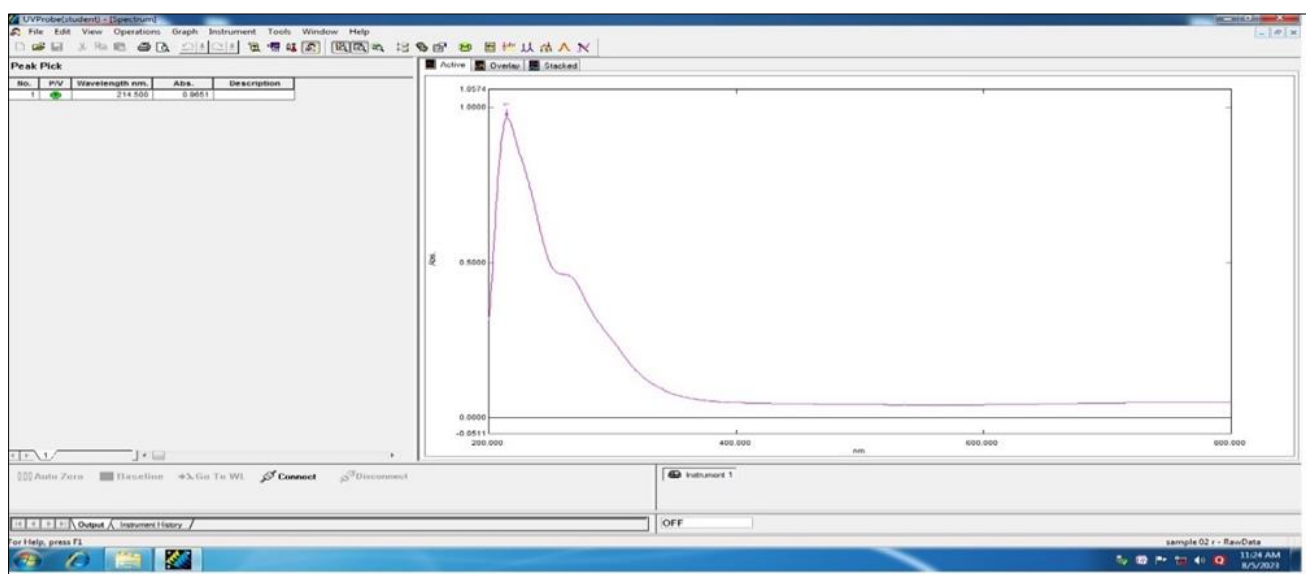 UVProbe(student) - [Spectrum]
File Edit View Operations Graph Instrument Tools Window Help
Peak Pick
No. P/V Wavelength nm. Abs. Description
1 214.500 0.9651
Active Overlay Stacked
1.0574
1.0000
0.5000
0.0000
-0.0511
Abs.
200.000 400.000 600.000 800.000
nm
1
Auto Zero Baseline Go To WL Connect Disconnect
Instrument 1
Output Instrument History
OFF
For Help, press F1
sample 02 r - RawData
11:24 AM
8/5/2023